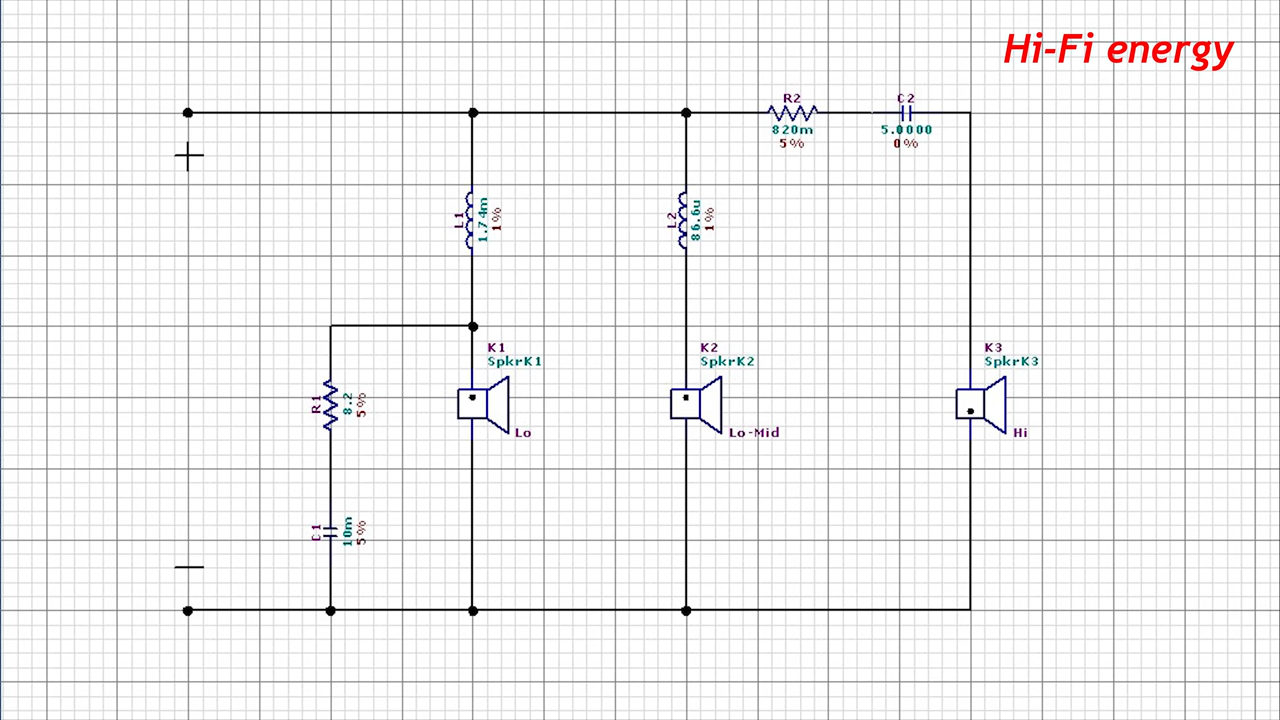 Hi-Fi energy
R2
820m
5%
C2
5.0000
0%
+
L1
1.74m
1%
L2
86.6u
1%
K1
SpkrK1
Lo
K2
SpkrK2
Lo-Mid
K3
SpkrK3
Hi
R1
8.2
5%
C1
10m
5%
—